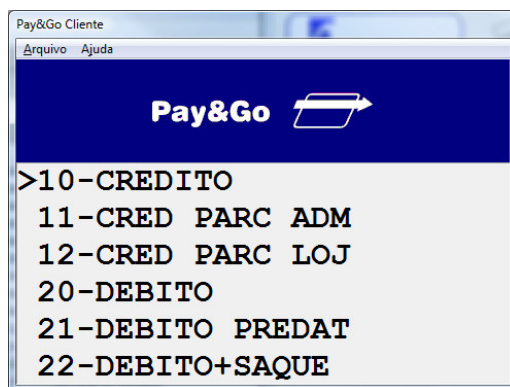 Pay&Go Cliente
Arquivo Ajuda
Pay&Go
>10-CREDITO
11-CRED PARC ADM
12-CRED PARC LOJ
20-DEBITO
21-DEBITO PREDAT
22-DEBITO+SAQUE